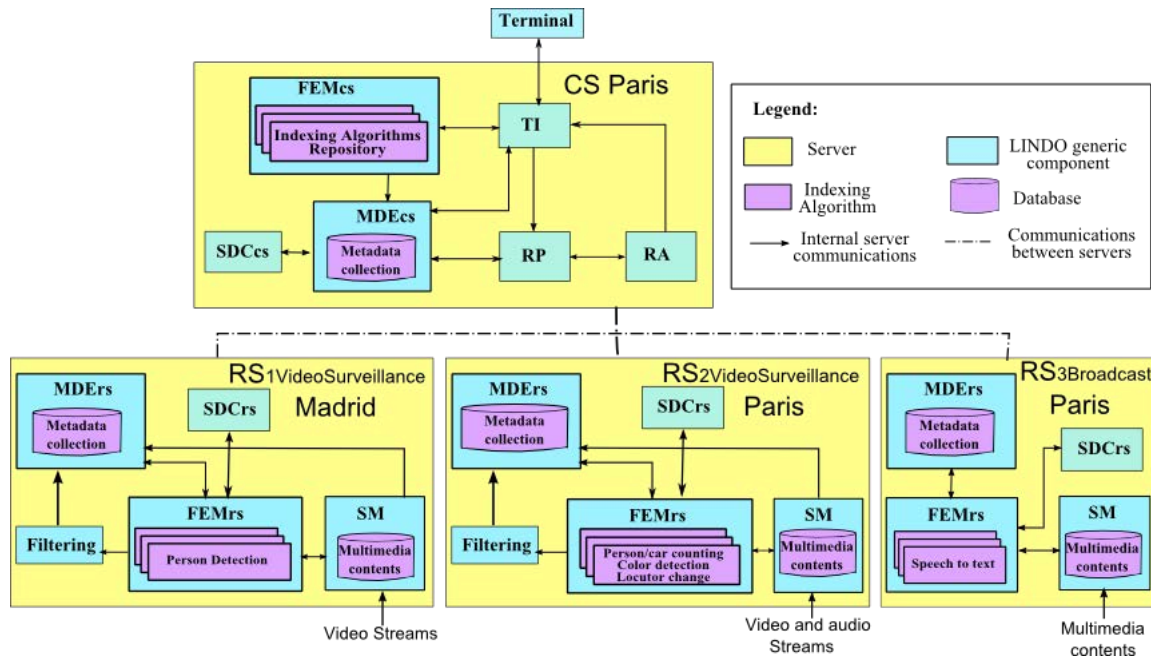 Terminal
CS Paris
FEMcs
Indexing Algorithms
Repository
TI
MDEcs
Metadata
collection
SDCcs
RP
RA
Legend:
Server
LINDO generic
component
Indexing
Algorithm
Database
Internal server
communications
Communications
between servers
RS1VideoSurveillance
Madrid
MDErs
Metadata
collection
SDCrs
Filtering
FEMrs
Person Detection
SM
Multimedia
contents
Video Streams
RS2VideoSurveillance
Paris
MDErs
Metadata
collection
SDCrs
Filtering
FEMrs
Person/car counting
Color detection
Locutor change
SM
Multimedia
contents
Video and audio
Streams
RS3Broadcast
Paris
MDErs
Metadata
collection
SDCrs
FEMrs
Speech to text
SM
Multimedia
contents
Multimedia
contents